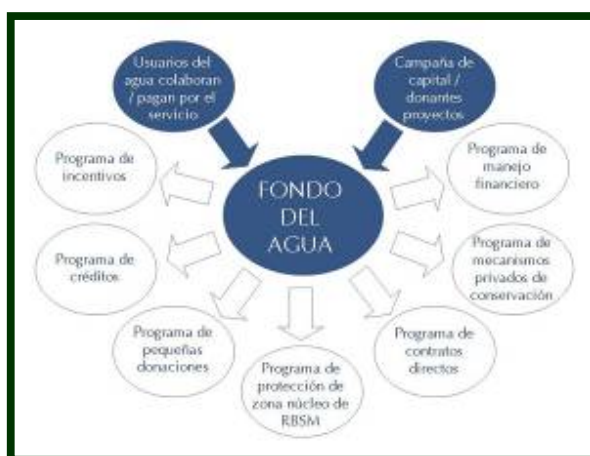 Usuarios del
agua colaboran
/ pagan por el
servicio
Campaña de
capital /
donantes
proyectos
Programa de
incentivos
FONDO
DEL
AGUA
Programa de
manejo
financiero
Programa de
créditos
Programa de
mecanismos
privados de
conservación
Programa de
pequeñas
donaciones
Programa de
protección de
zona núcleo de
RBSM
Programa de
contratos
directos